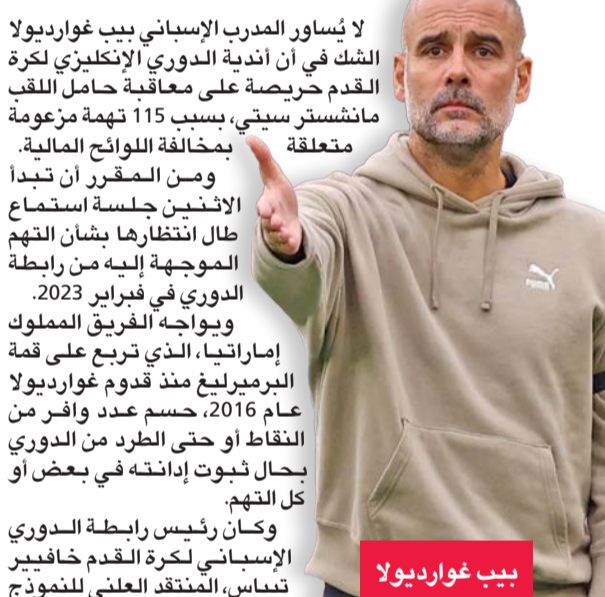 لا يُساور المدرب الإسباني بيب غوارديولا
الشك في أن أندية الدوري الإنكليزي لكرة
القدم حريصة على معاقبة حامل اللقب
مانشستر سيتي، بسبب 115 تهمة مزعومة
متعلقة بمخالفة اللوائح المالية.
ومن المقرر أن تبدأ
الاثنين جلسة استماع
طال انتظارها بشأن التهم
الموجهة إليه من رابطة
الدوري في فبراير 2023.
ويواجه الفريق المملوك
إماراتيا، الذي تربع على قمة
البرميرليغ منذ قدوم غوارديولا
عام 2016، حسم عدد وافر من
النقاط أو حتى الطرد من الدوري
بحال ثبوت إدانته في بعض أو
كل التهم.
وكان رئيس رابطة الدوري
الإسباني لكرة القدم خافيير
تيباس، المنتقد العلني للنموذج
PUMA
بيب غوارديولا